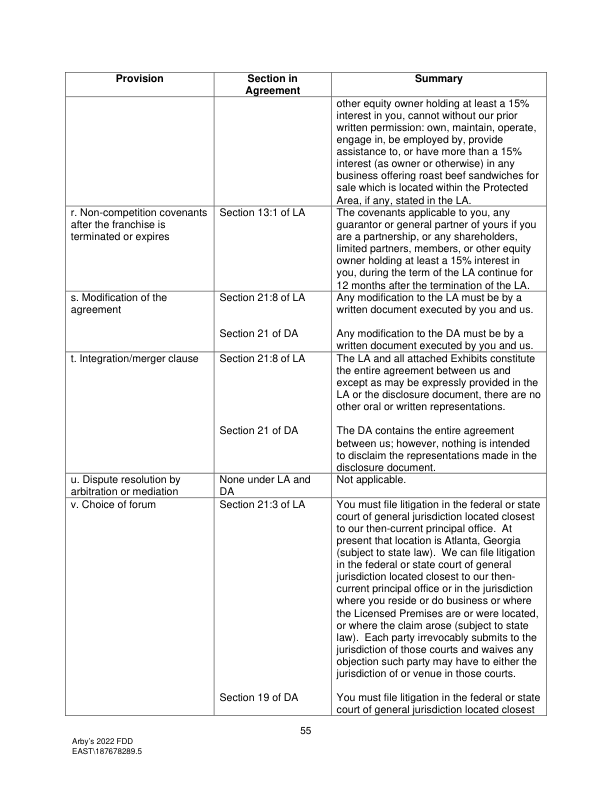 Provision
Section in
Agreement
Summary
other equity owner holding at least a 15%
interest in you, cannot without our prior
written permission: own, maintain, operate,
engage in, be employed by, provide
assistance to, or have more than a 15%
interest (as owner or otherwise) in any
business offering roast beef sandwiches for
sale which is located within the Protected
Area, if any, stated in the LA.
r. Non-competition covenants
after the franchise is
terminated or expires
Section 13:1 of LA
The covenants applicable to you, any
guarantor or general partner of yours if you
are a partnership, or any shareholders,
limited partners, members, or other equity
owner holding at least a 15% interest in
you, during the term of the LA continue for
12 months after the termination of the LA.
s. Modification of the
agreement
Section 21:8 of LA
Any modification to the LA must be by a
written document executed by you and us.
Section 21 of DA
Any modification to the DA must be by a
written document executed by you and us.
t. Integration/merger clause
Section 21:8 of LA
The LA and all attached Exhibits constitute
the entire agreement between us and
except as may be expressly provided in the
LA or the disclosure document, there are no
other oral or written representations.
Section 21 of DA
The DA contains the entire agreement
between us; however, nothing is intended
to disclaim the representations made in the
disclosure document.
u. Dispute resolution by
arbitration or mediation
None under LA and
DA
Not applicable.
v. Choice of forum
Section 21:3 of LA
You must file litigation in the federal or state
court of general jurisdiction located closest
to our then-current principal office.  At
present that location is Atlanta, Georgia
(subject to state law).  We can file litigation
in the federal or state court of general
jurisdiction located closest to our then-
current principal office or in the jurisdiction
where you reside or do business or where
the Licensed Premises are or were located,
or where the claim arose (subject to state
law).  Each party irrevocably submits to the
jurisdiction of those courts and waives any
objection such party may have to either the
jurisdiction of or venue in those courts.
Section 19 of DA
You must file litigation in the federal or state
court of general jurisdiction located closest
55
Arby's 2022 FDD
EAST\187678289.5